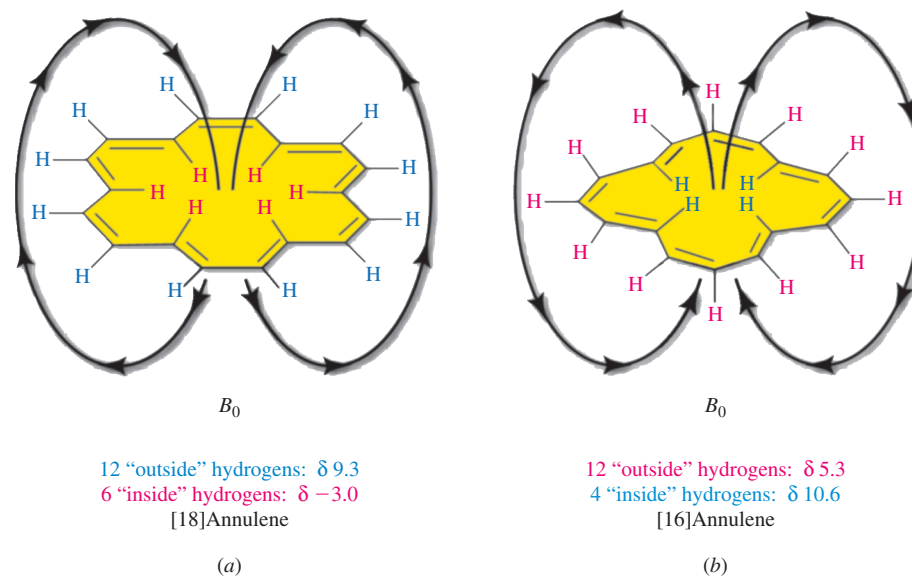 H H
H H
H H H H
H H
H H H H
H H
H H
B0
12 “outside” hydrogens: δ 9.3
6 “inside” hydrogens: δ −3.0
[18]Annulene
(a)
H
H H
H H
H H
H H H H
H H
H H
H
B0
12 “outside” hydrogens: δ 5.3
4 “inside” hydrogens: δ 10.6
[16]Annulene
(b)